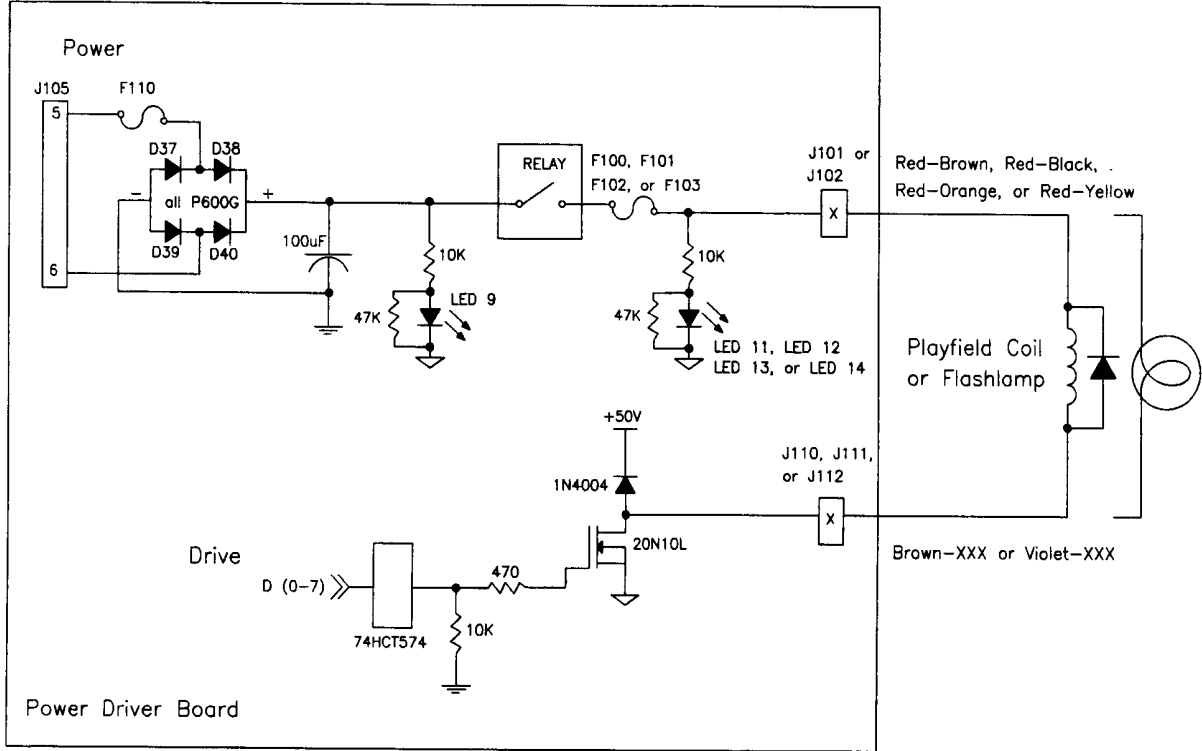 Power
J105
F110
5
D37
D38
-
+
all P600G
D39
D40
6
100uF
10K
47K
LED 9
RELAY
F100, F101
F102, or F103
10K
47K
LED 11, LED 12
LED 13, or LED 14
J101 or
J102
X
Red-Brown, Red-Black,
Red-Orange, or Red-Yellow
Playfield Coil
or Flashlamp
+50V
1N4004
J110, J111,
or J112
X
20N10L
Brown-XXX or Violet-XXX
Drive
D (0-7)
74HCT574
470
10K
Power Driver Board